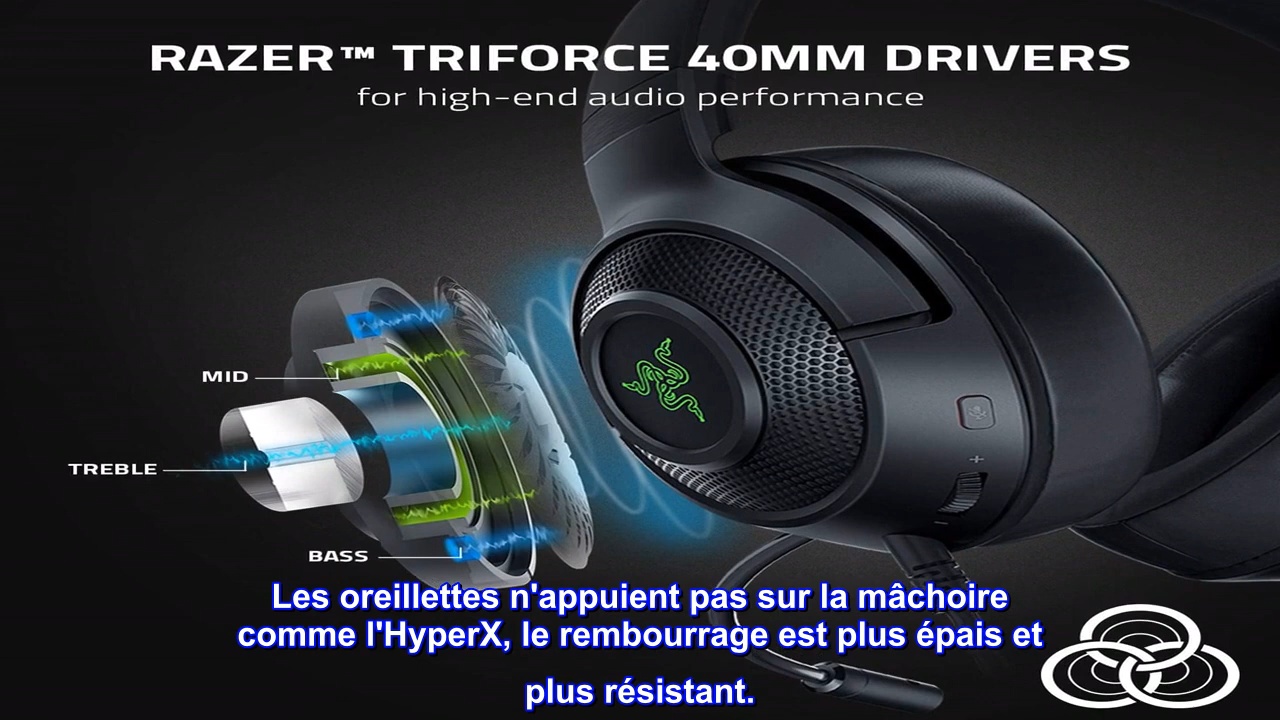 RAZER™ TRIFORCE 40MM DRIVERS
for high-end audio performance
MID
TREBLE
BASS
+
-
Les oreillettes n'appuient pas sur la mâchoire
comme l'HyperX, le rembourrage est plus épais et
plus résistant.